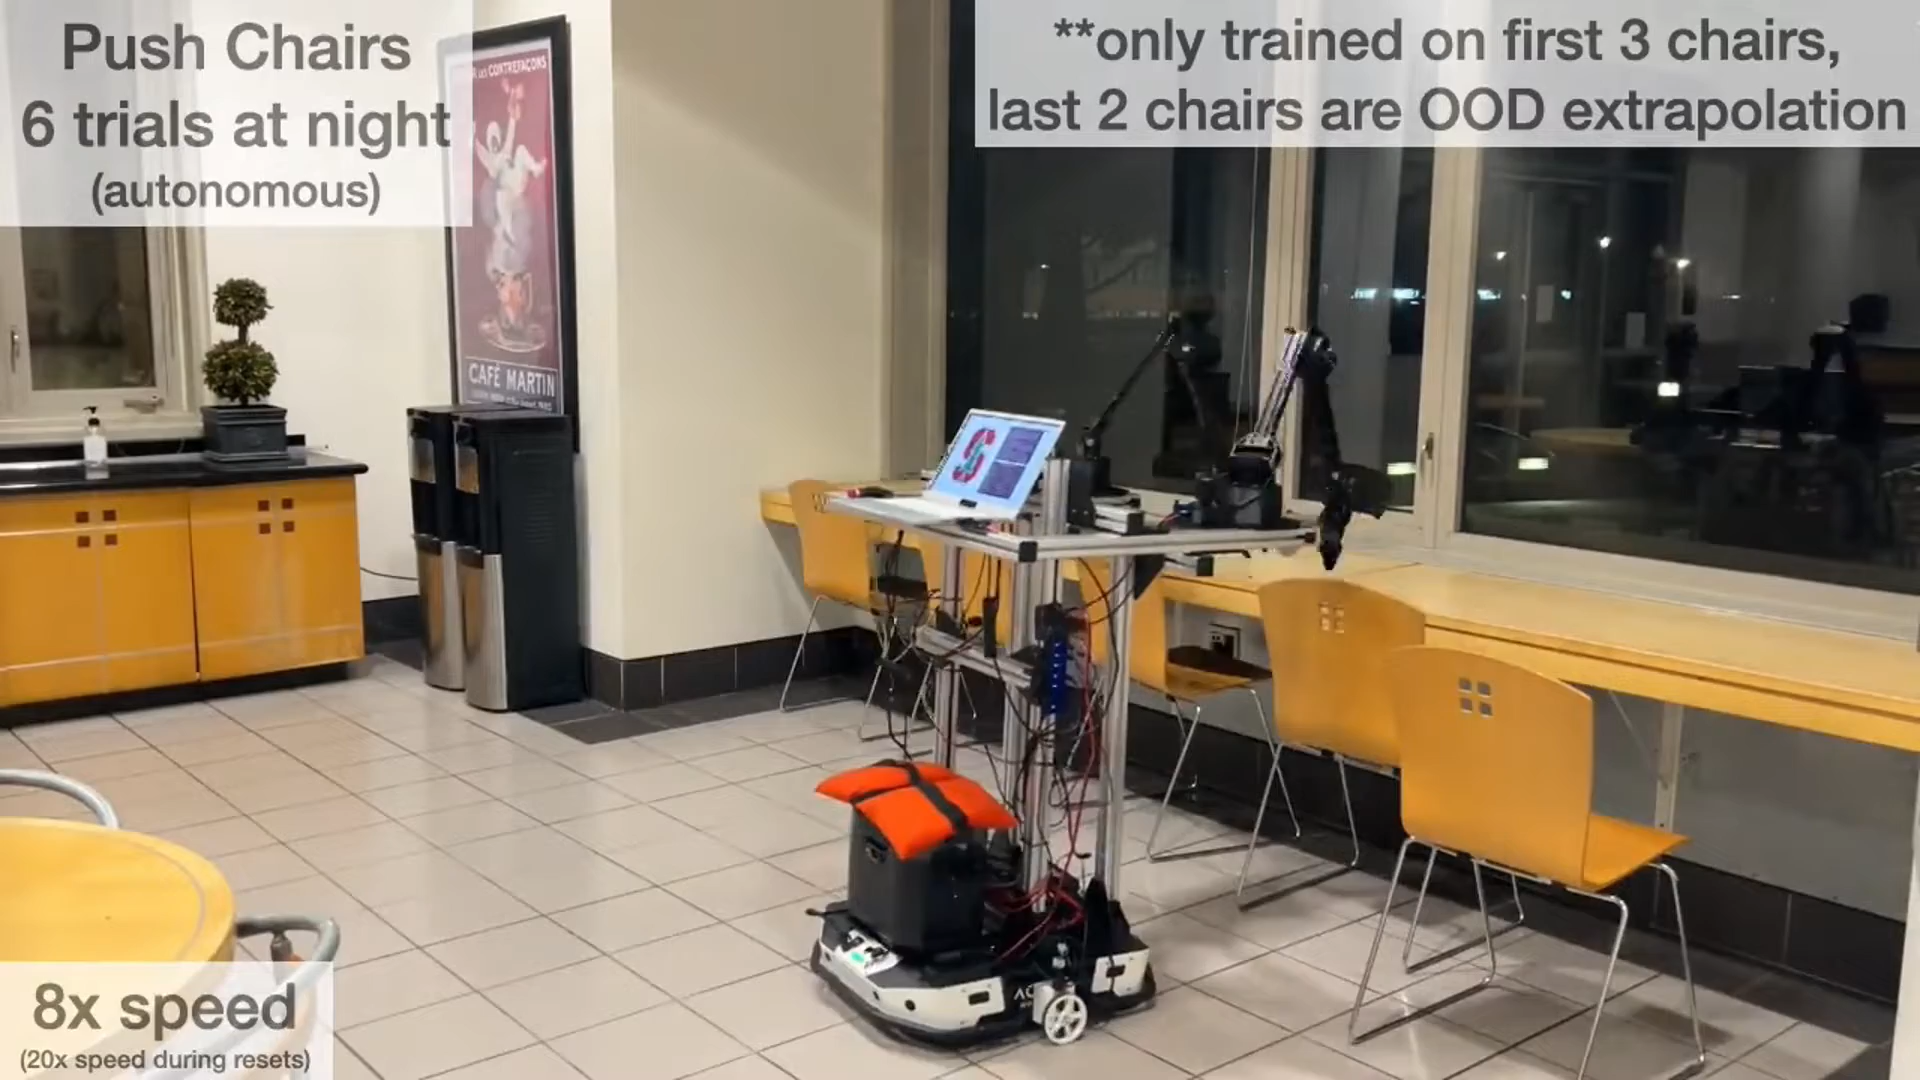 Push Chairs
6 trials at night
(autonomous)
**only trained on first 3 chairs,
last 2 chairs are OOD extrapolation
CAFÉ MARTIN
8x speed
(20x speed during resets)